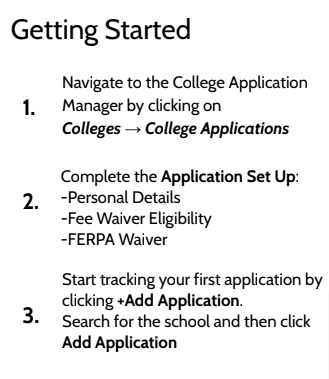 Getting Started
Navigate to the College Application
1. Manager by clicking on
Colleges → College Applications
Complete the Application Set Up:
2. -Personal Details
-Fee Waiver Eligibility
-FERPA Waiver
Start tracking your first application by
clicking +Add Application.
3. Search for the school and then click
Add Application